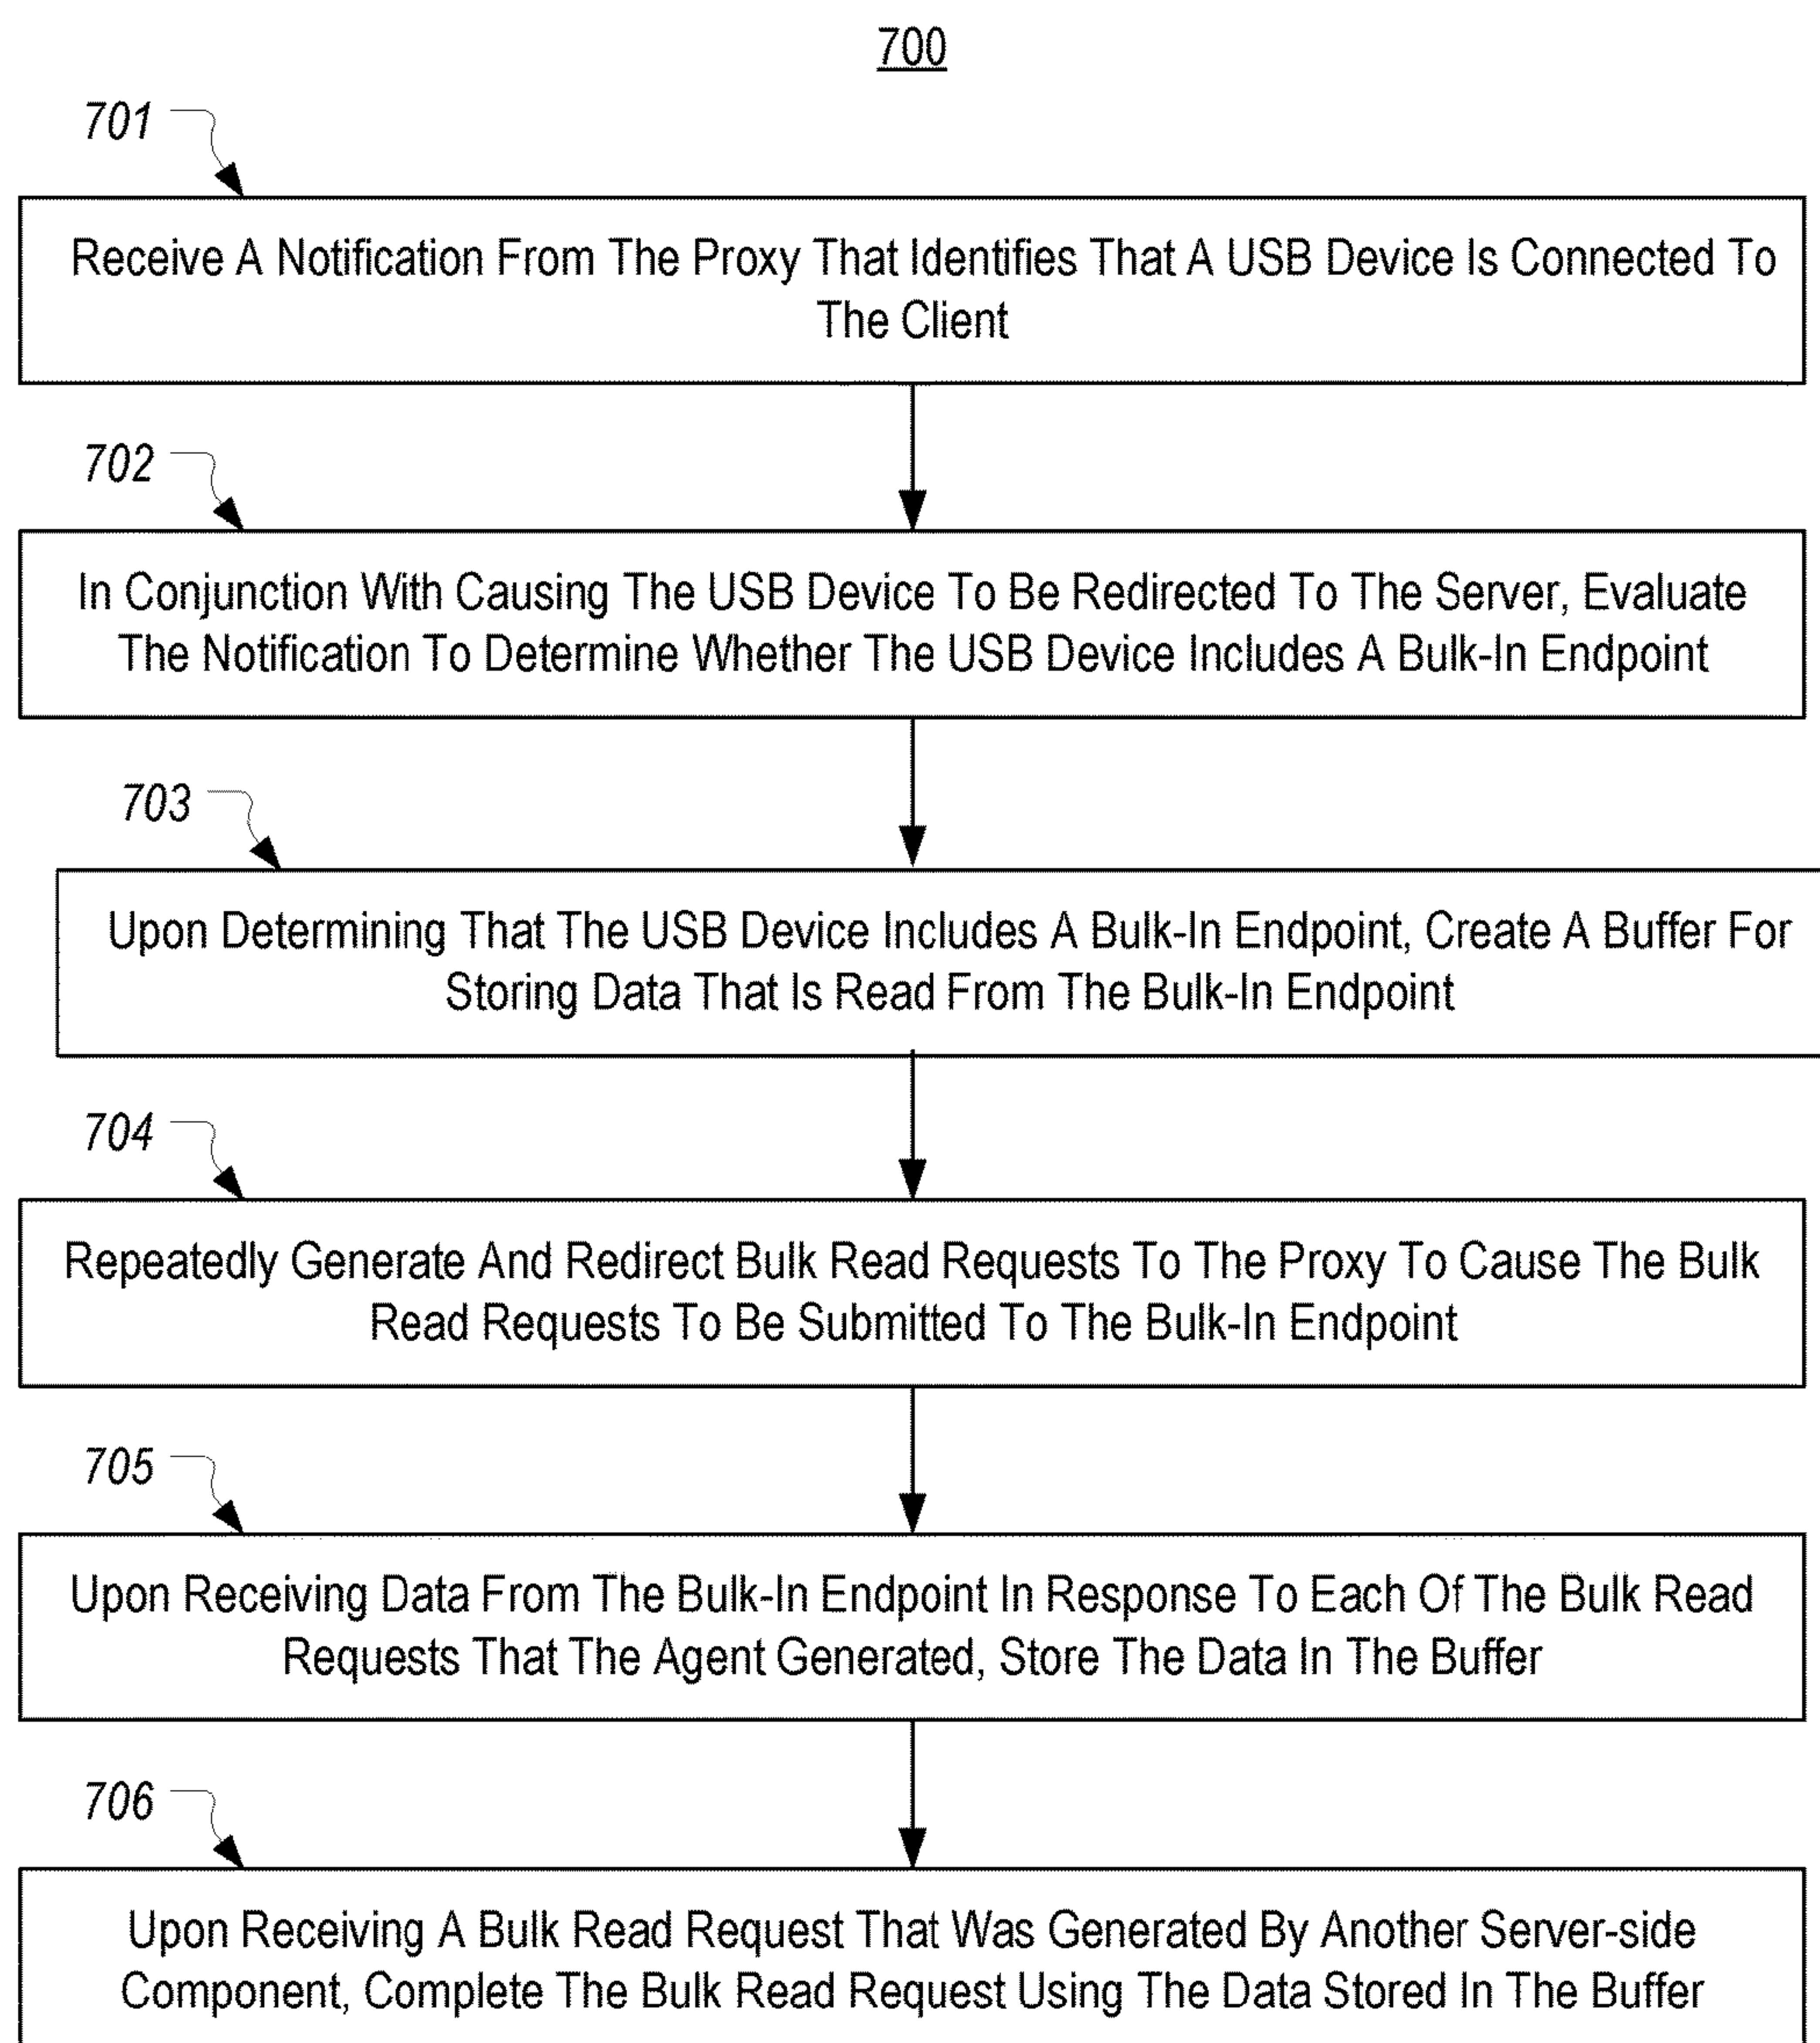 700
701
Receive A Notification From The Proxy That Identifies That A USB Device Is Connected To
The Client
702
In Conjunction With Causing The USB Device To Be Redirected To The Server, Evaluate
The Notification To Determine Whether The USB Device Includes A Bulk-In Endpoint
703
Upon Determining That The USB Device Includes A Bulk-In Endpoint, Create A Buffer For
Storing Data That Is Read From The Bulk-In Endpoint
704
Repeatedly Generate And Redirect Bulk Read Requests To The Proxy To Cause The Bulk
Read Requests To Be Submitted To The Bulk-In Endpoint
705
Upon Receiving Data From The Bulk-In Endpoint In Response To Each Of The Bulk Read
Requests That The Agent Generated, Store The Data In The Buffer
706
Upon Receiving A Bulk Read Request That Was Generated By Another Server-side
Component, Complete The Bulk Read Request Using The Data Stored In The Buffer